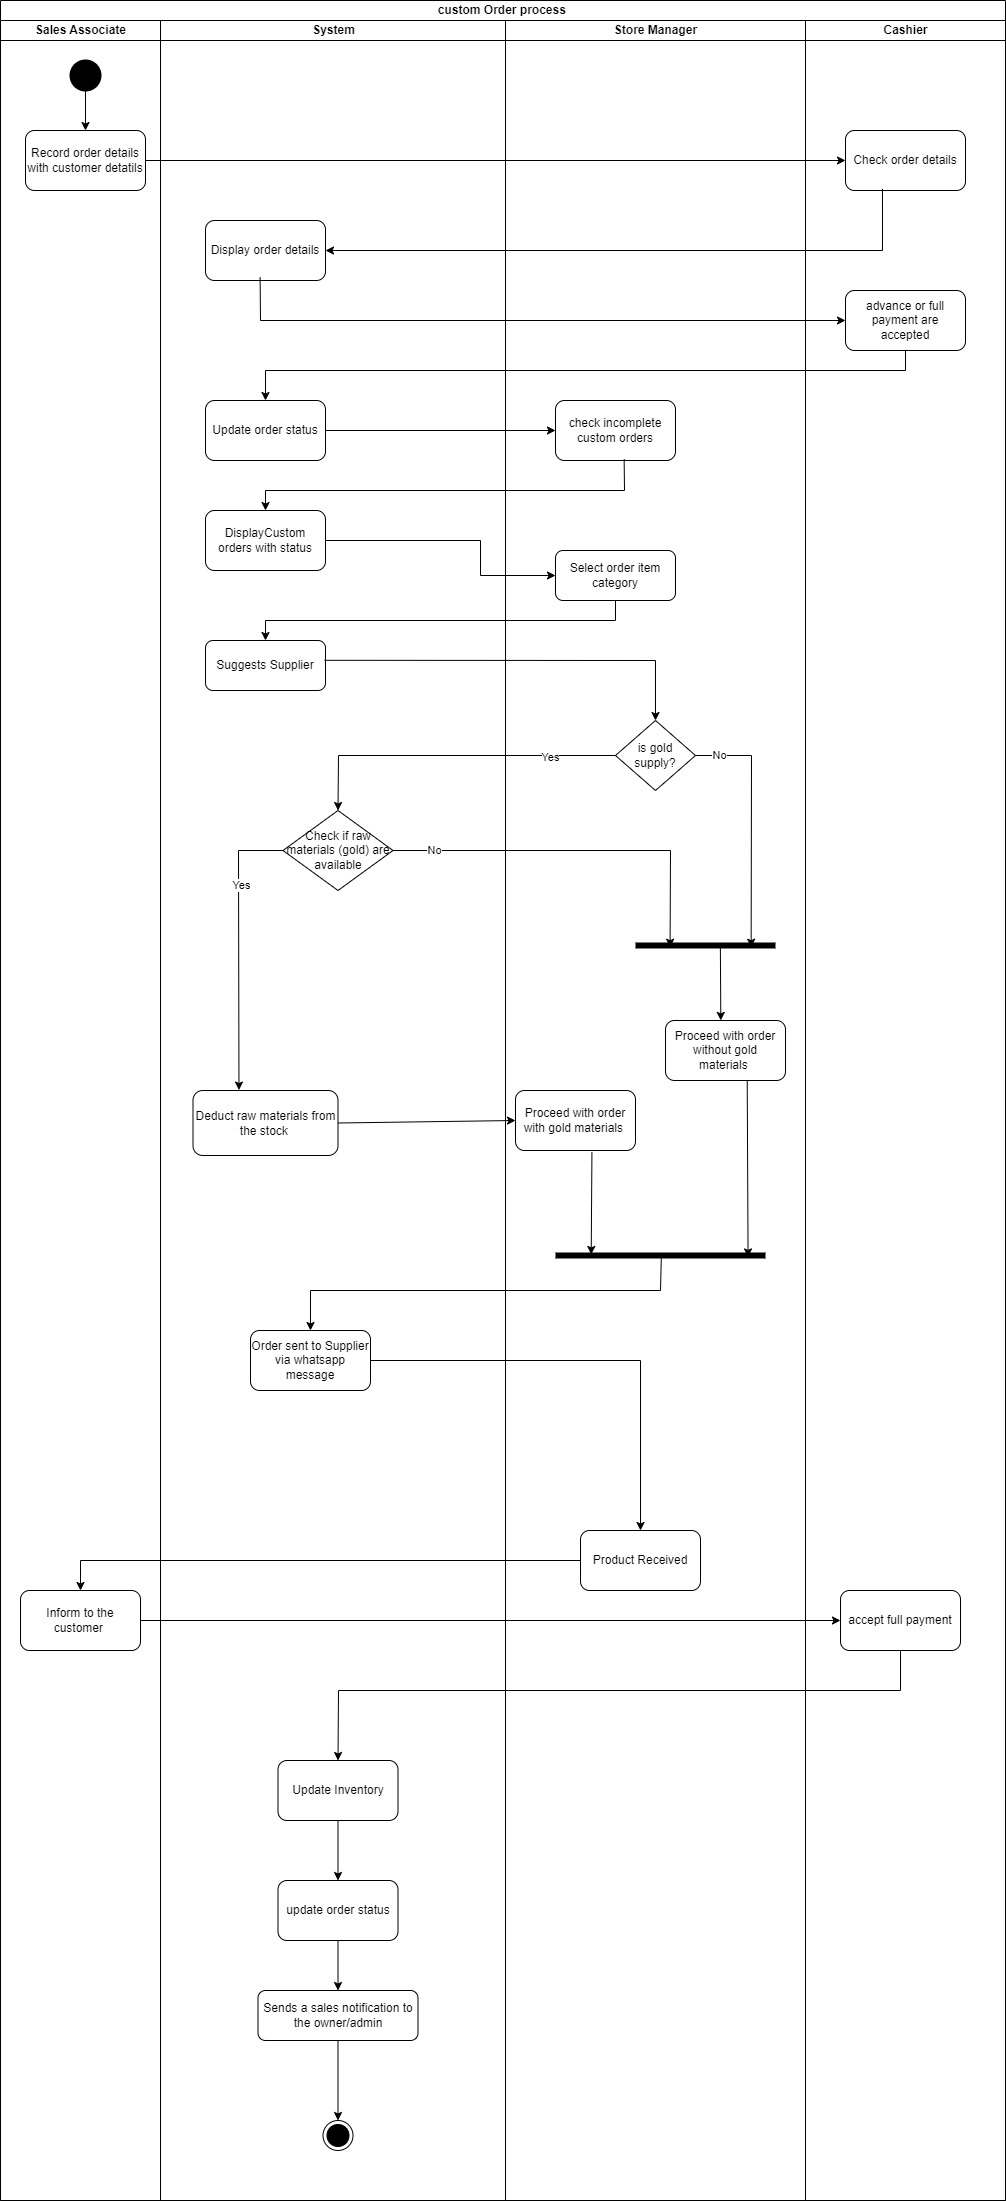 custom Order process
Sales Associate
System
Store Manager
Cashier
Record order details
with customer detatils
Check order details
Display order details
advance or full
payment are
accepted
Update order status
check incomplete
custom orders
DisplayCustom
orders with status
Select order item
category
Suggests Supplier
is gold
supply?
Yes
No
Check if raw
materials (gold) are
available
No
Yes
Proceed with order
without gold
materials
Deduct raw materials from
the stock
Proceed with order
with gold materials
Order sent to Supplier
via whatsapp
message
Product Received
Inform to the
customer
accept full payment
Update Inventory
update order status
Sends a sales notification to
the owner/admin